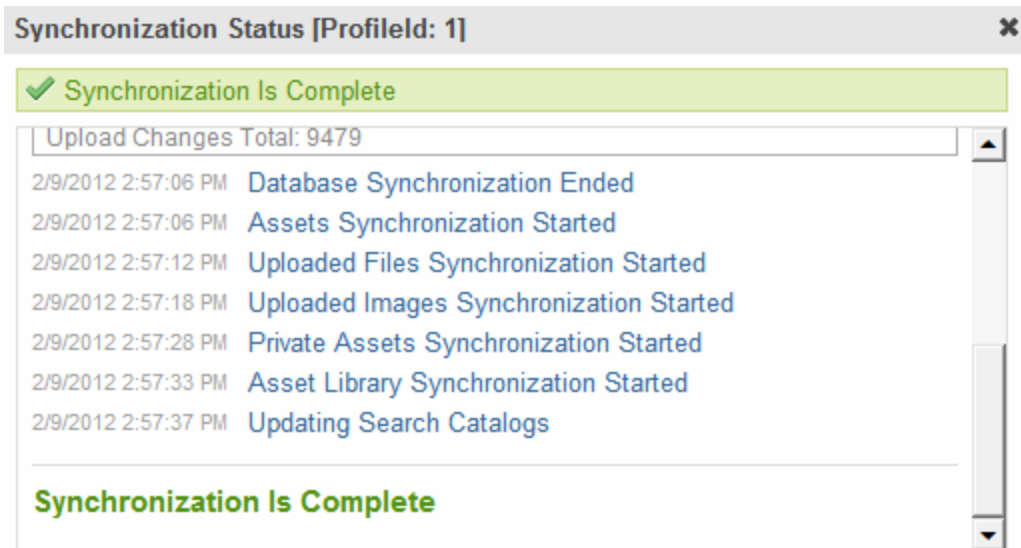 Synchronization Status [ProfileId: 1]
Synchronization Is Complete
Upload Changes Total: 9479
2/9/2012 2:57:06 PM Database Synchronization Ended
2/9/2012 2:57:06 PM Assets Synchronization Started
2/9/2012 2:57:12 PM Uploaded Files Synchronization Started
2/9/2012 2:57:18 PM Uploaded Images Synchronization Started
2/9/2012 2:57:28 PM Private Assets Synchronization Started
2/9/2012 2:57:33 PM Asset Library Synchronization Started
2/9/2012 2:57:37 PM Updating Search Catalogs
Synchronization Is Complete